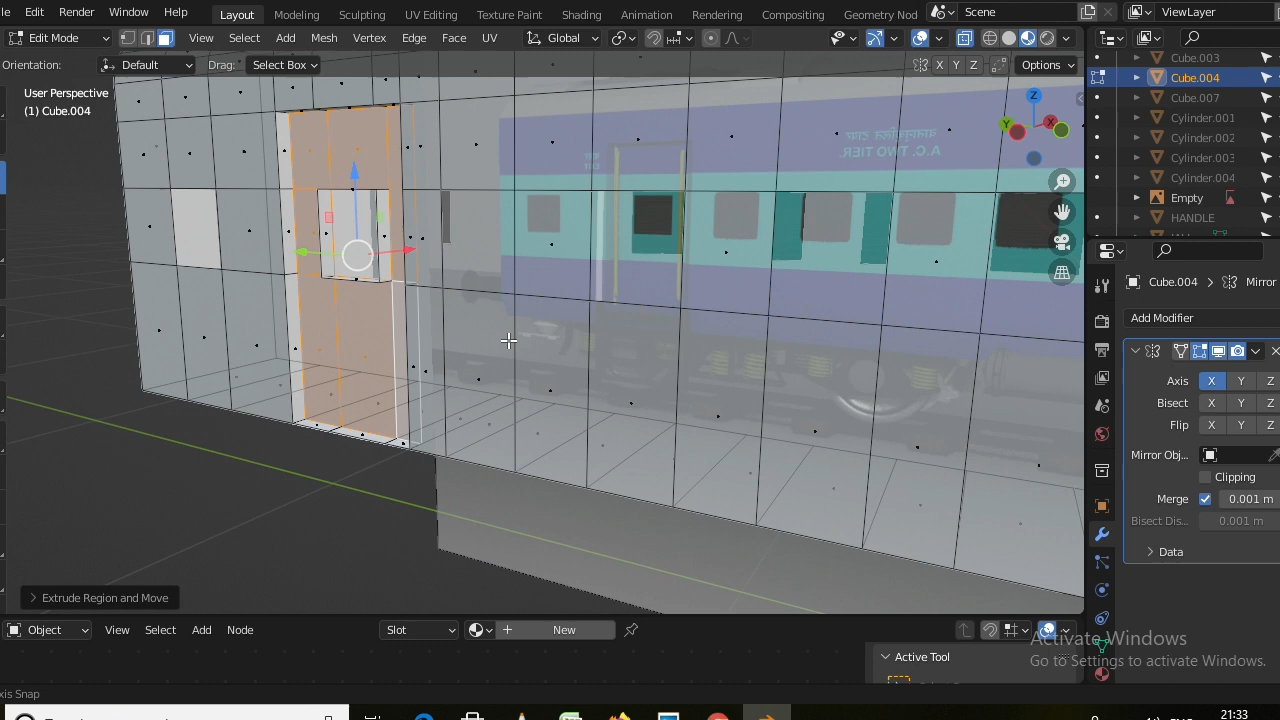 le Edit Render Window Help Layout Modeling Sculpting UV Editing Texture Paint Shading Animation Rendering Compositing Geometry Nod Scene ViewLayer
Edit Mode View Select Add Mesh Vertex Edge Face UV Global
Orientation: Default Drag: Select Box X Y Z Options
User Perspective
(1) Cube.004
Z
Y
X
A.C. TWO TIER.
Cube.003
Cube.004
Cube.007
Cylinder.001
Cylinder.002
Cylinder.003
Cylinder.004
Empty
HANDLE
Cube.004 Mirror
Add Modifier
Axis X Y Z
Bisect X Y Z
Flip X Y Z
Mirror Obj...
Clipping
Merge 0.001 m
Bisect Dis... 0.001 m
Data
Extrude Region and Move
Object View Select Add Node Slot New
Active Tool
Activate Windows
Go to Settings to activate Windows.
xis Snap
21:33